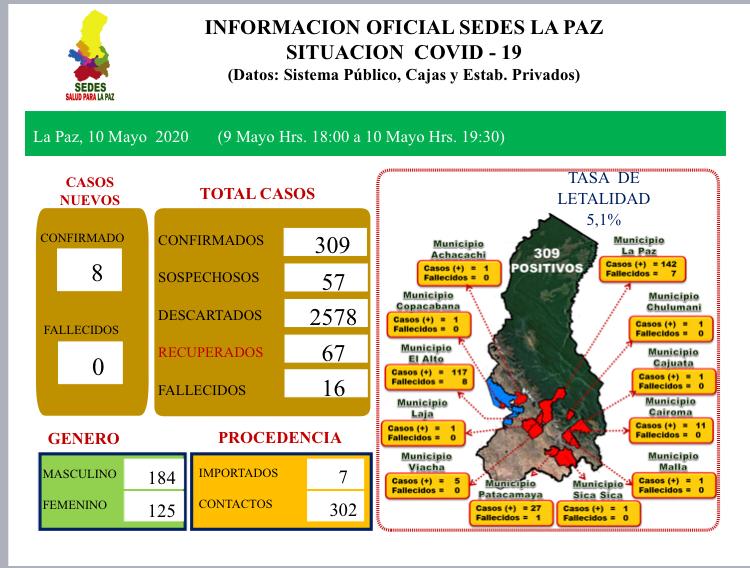 INFORMACION OFICIAL SEDES LA PAZ
SITUACION COVID - 19
(Datos: Sistema Público, Cajas y Estab. Privados)
SEDES
SALUD PARA LA PAZ
La Paz, 10 Mayo 2020 (9 Mayo Hrs. 18:00 a 10 Mayo Hrs. 19:30)
CASOS
NUEVOS
CONFIRMADO
8
FALLECIDOS
0
TOTAL CASOS
CONFIRMADOS 309
SOSPECHOSOS 57
DESCARTADOS 2578
RECUPERADOS 67
FALLECIDOS 16
GENERO
MASCULINO 184
FEMENINO 125
PROCEDENCIA
IMPORTADOS 7
CONTACTOS 302
TASA DE
LETALIDAD
5,1%
309
POSITIVOS
Municipio
Achacachi
Casos (+) = 1
Fallecidos = 0
Municipio
La Paz
Casos (+) = 142
Fallecidos = 7
Municipio
Copacabana
Casos (+) = 1
Fallecidos = 0
Municipio
Chulumani
Casos (+) = 1
Fallecidos = 0
Municipio
El Alto
Casos (+) = 117
Fallecidos = 8
Municipio
Cajuata
Casos (+) = 1
Fallecidos = 0
Municipio
Laja
Casos (+) = 1
Fallecidos = 0
Municipio
Cairoma
Casos (+) = 11
Fallecidos = 0
Municipio
Viacha
Casos (+) = 5
Fallecidos = 0
Municipio
Malla
Casos (+) = 1
Fallecidos = 0
Municipio
Patacamaya
Casos (+) = 27
Fallecidos = 1
Municipio
Sica Sica
Casos (+) = 1
Fallecidos = 0